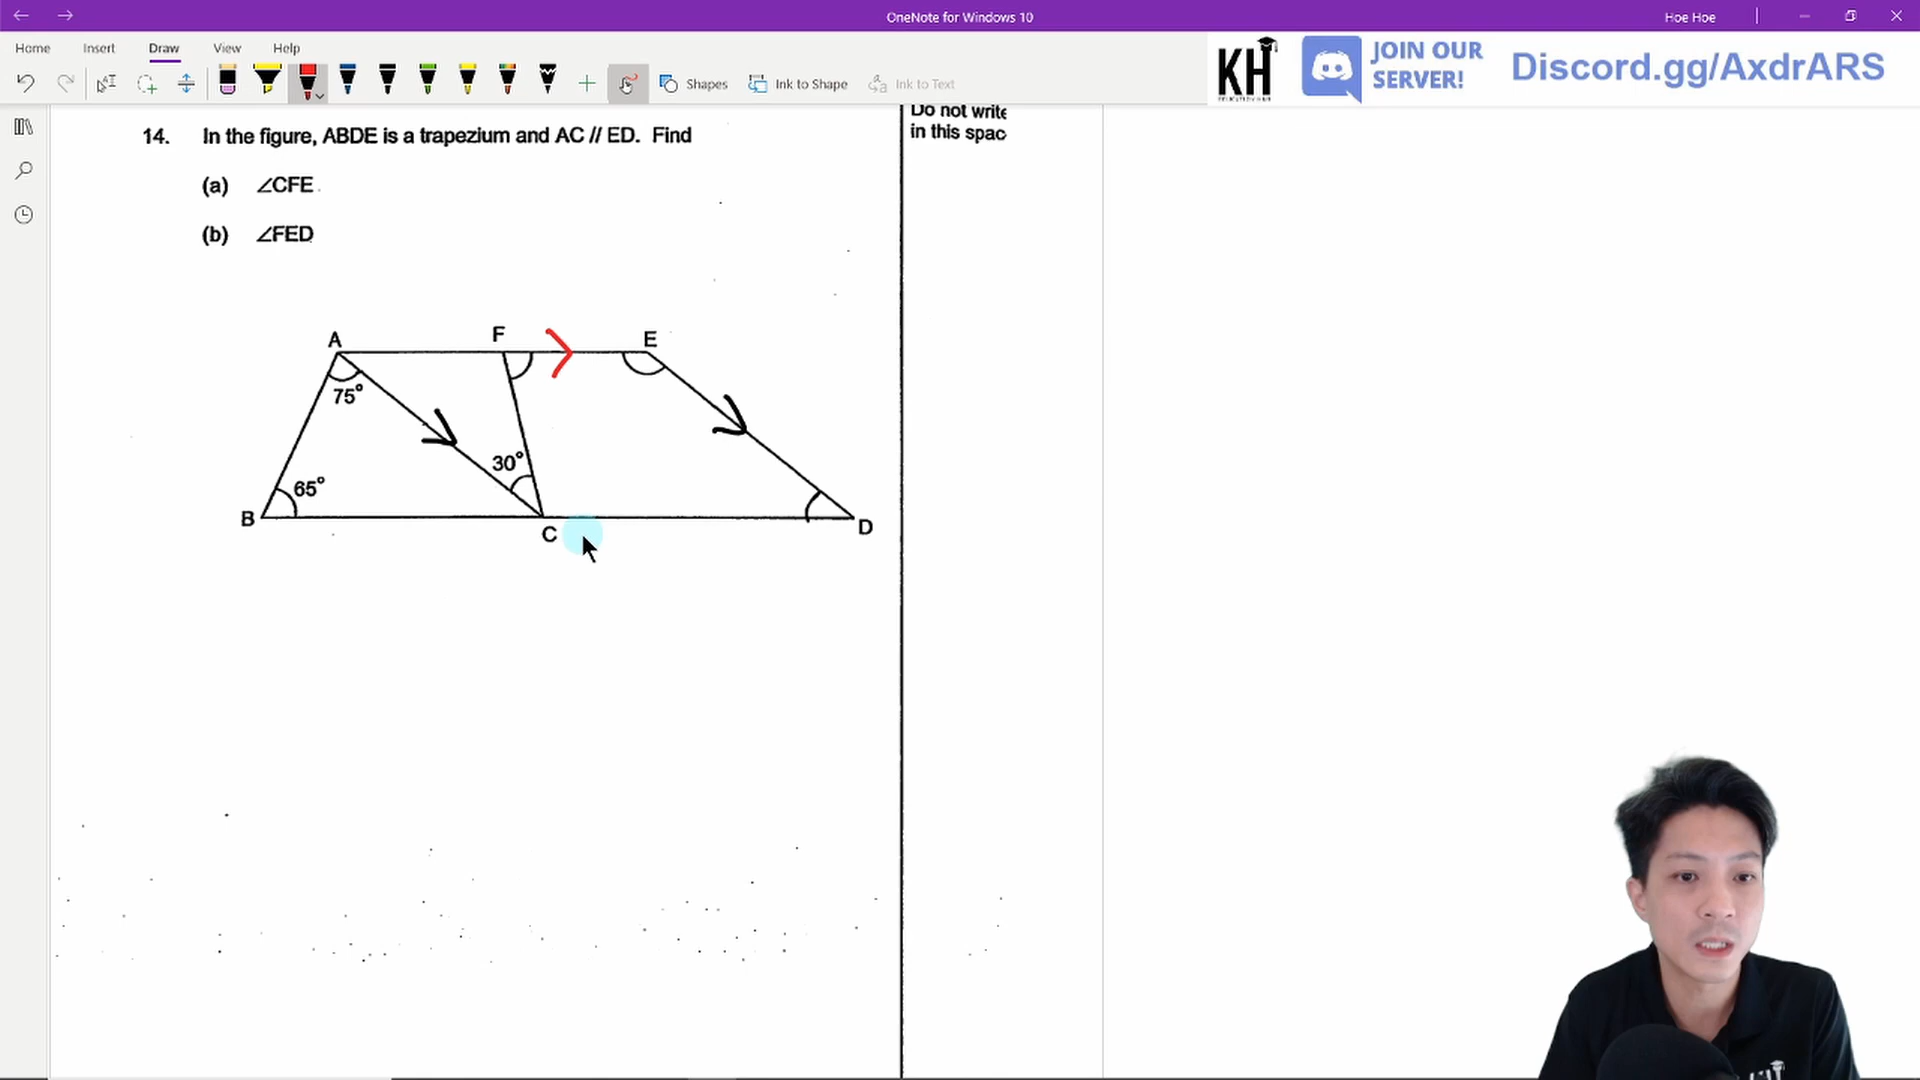 OneNote for Windows 10
Hoe Hoe
Home Insert Draw View Help
Shapes Ink to Shape Ink to Text
KH
JOIN OUR
SERVER!
Discord.gg/AxdrARS
Do not write
in this spac
14. In the figure, ABDE is a trapezium and AC // ED. Find
(a) ∠CFE
(b) ∠FED
A F E
75°
30°
65°
B C D